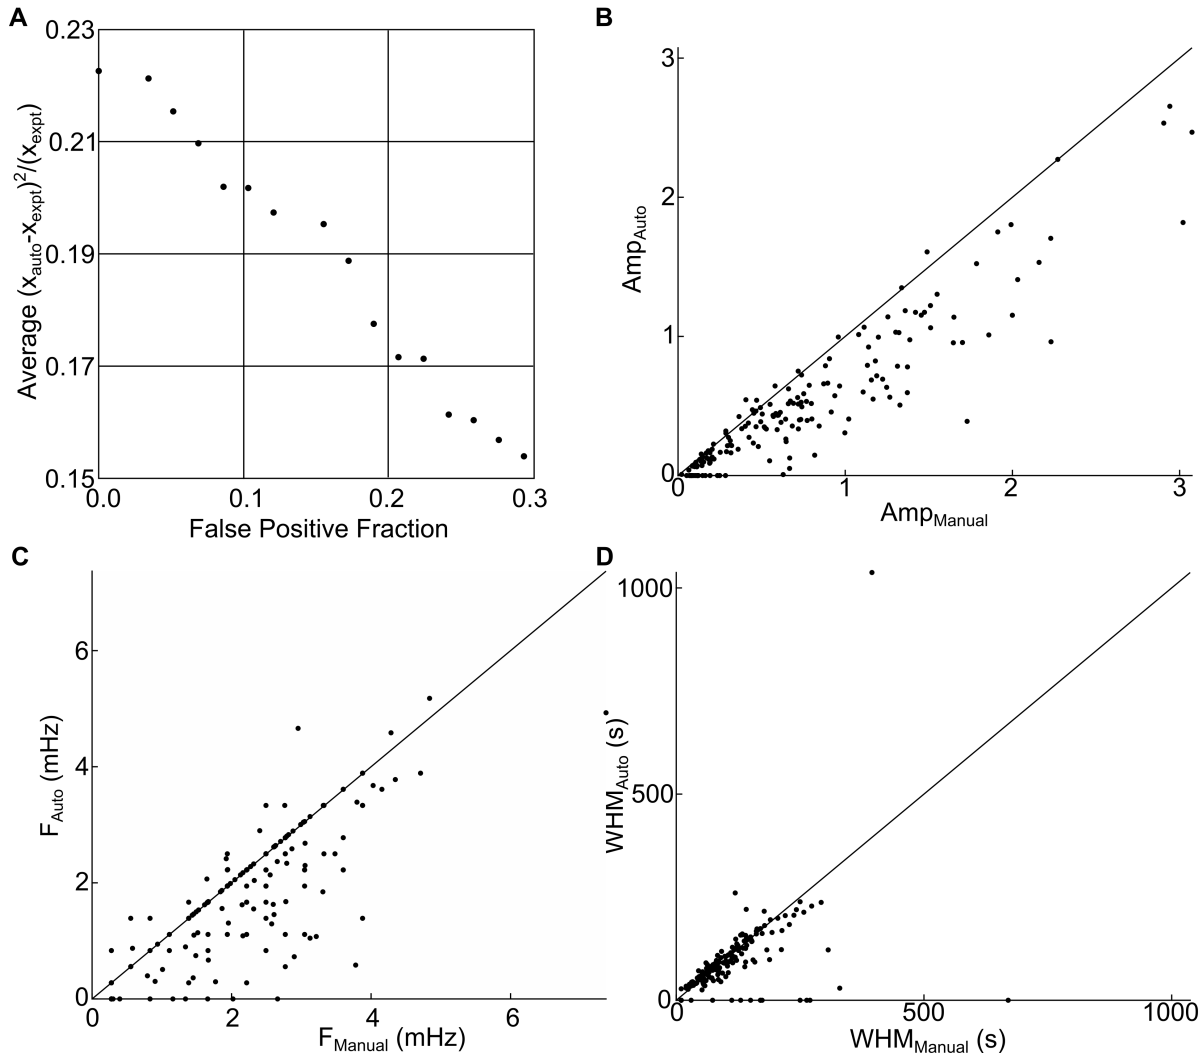 A
0.23
0.21
0.19
0.17
0.15
0.0
0.1
0.2
0.3
Average (xauto-xexpt)2/(xexpt)
False Positive Fraction
B
3
2
1
0
0
1
2
3
AmpAuto
AmpManual
C
6
4
2
0
0
2
4
6
FAuto (mHz)
FManual (mHz)
D
1000
500
0
0
500
1000
WHMAuto (s)
WHMManual (s)